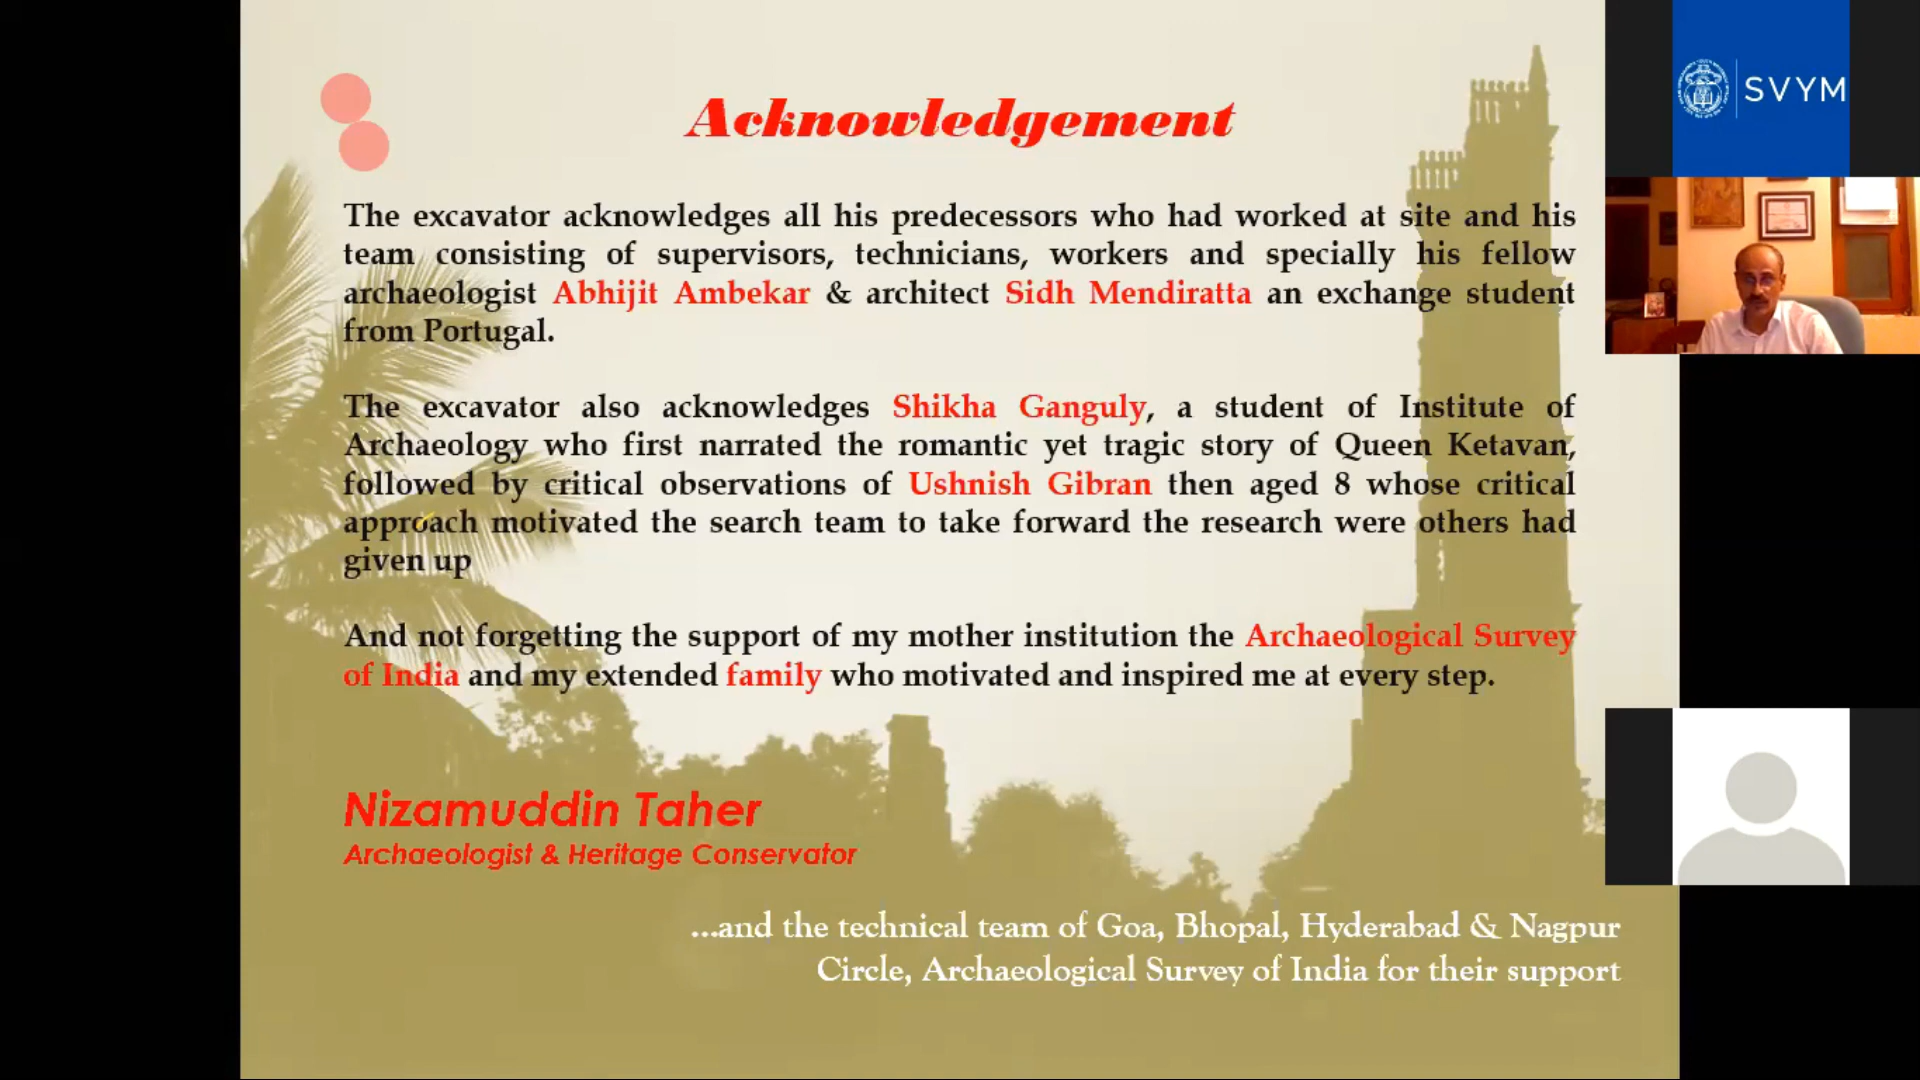 Acknowledgement
The excavator acknowledges all his predecessors who had worked at site and his
team consisting of supervisors, technicians, workers and specially his fellow
archaeologist Abhijit Ambekar & architect Sidh Mendiratta an exchange student
from Portugal.
The excavator also acknowledges Shikha Ganguly, a student of Institute of
Archaeology who first narrated the romantic yet tragic story of Queen Ketavan,
followed by critical observations of Ushnish Gibran then aged 8 whose critical
approach motivated the search team to take forward the research were others had
given up
And not forgetting the support of my mother institution the Archaeological Survey
of India and my extended family who motivated and inspired me at every step.
Nizamuddin Taher
Archaeologist & Heritage Conservator
...and the technical team of Goa, Bhopal, Hyderabad & Nagpur
Circle, Archaeological Survey of India for their support
SVYM